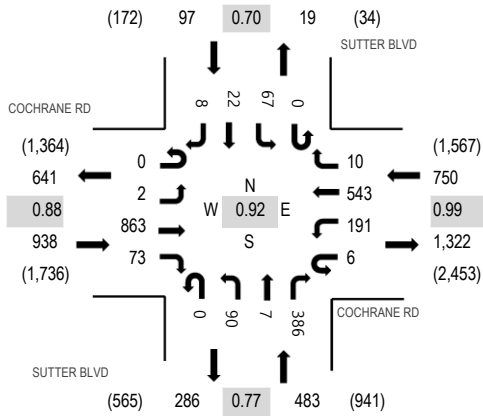 (172) 97 0.70 19 (34)
SUTTER BLVD
8 22 67 0
COCHRANE RD
(1,364) 0 10 (1,567)
641 2 N 543 750
0.88 863 W 0.92 E 191 0.99
938 73 S 6 1,322
(1,736) (2,453)
0 90 7 386
COCHRANE RD
SUTTER BLVD
(565) 286 0.77 483 (941)